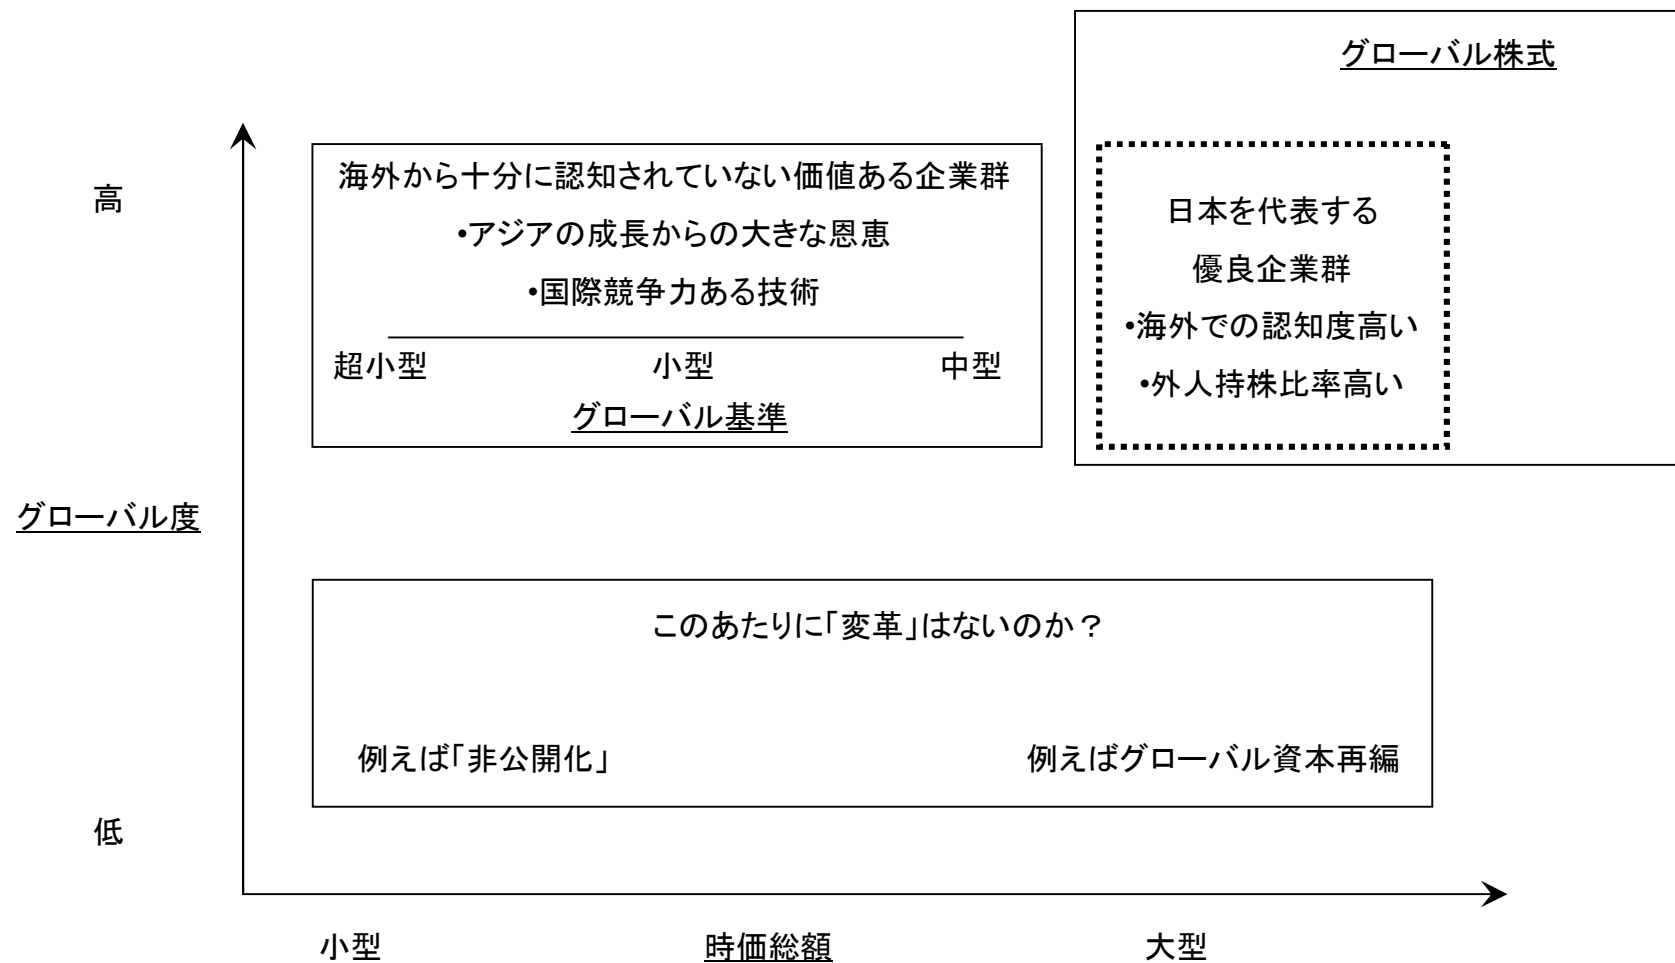 グローバル株式
高
海外から十分に認知されていない価値ある企業群
•アジアの成長からの大きな恩恵
•国際競争力ある技術
超小型 小型 中型
グローバル基準
日本を代表する
優良企業群
•海外での認知度高い
•外人持株比率高い
グローバル度
このあたりに「変革」はないのか？
例えば「非公開化」 例えばグローバル資本再編
低
小型 時価総額 大型